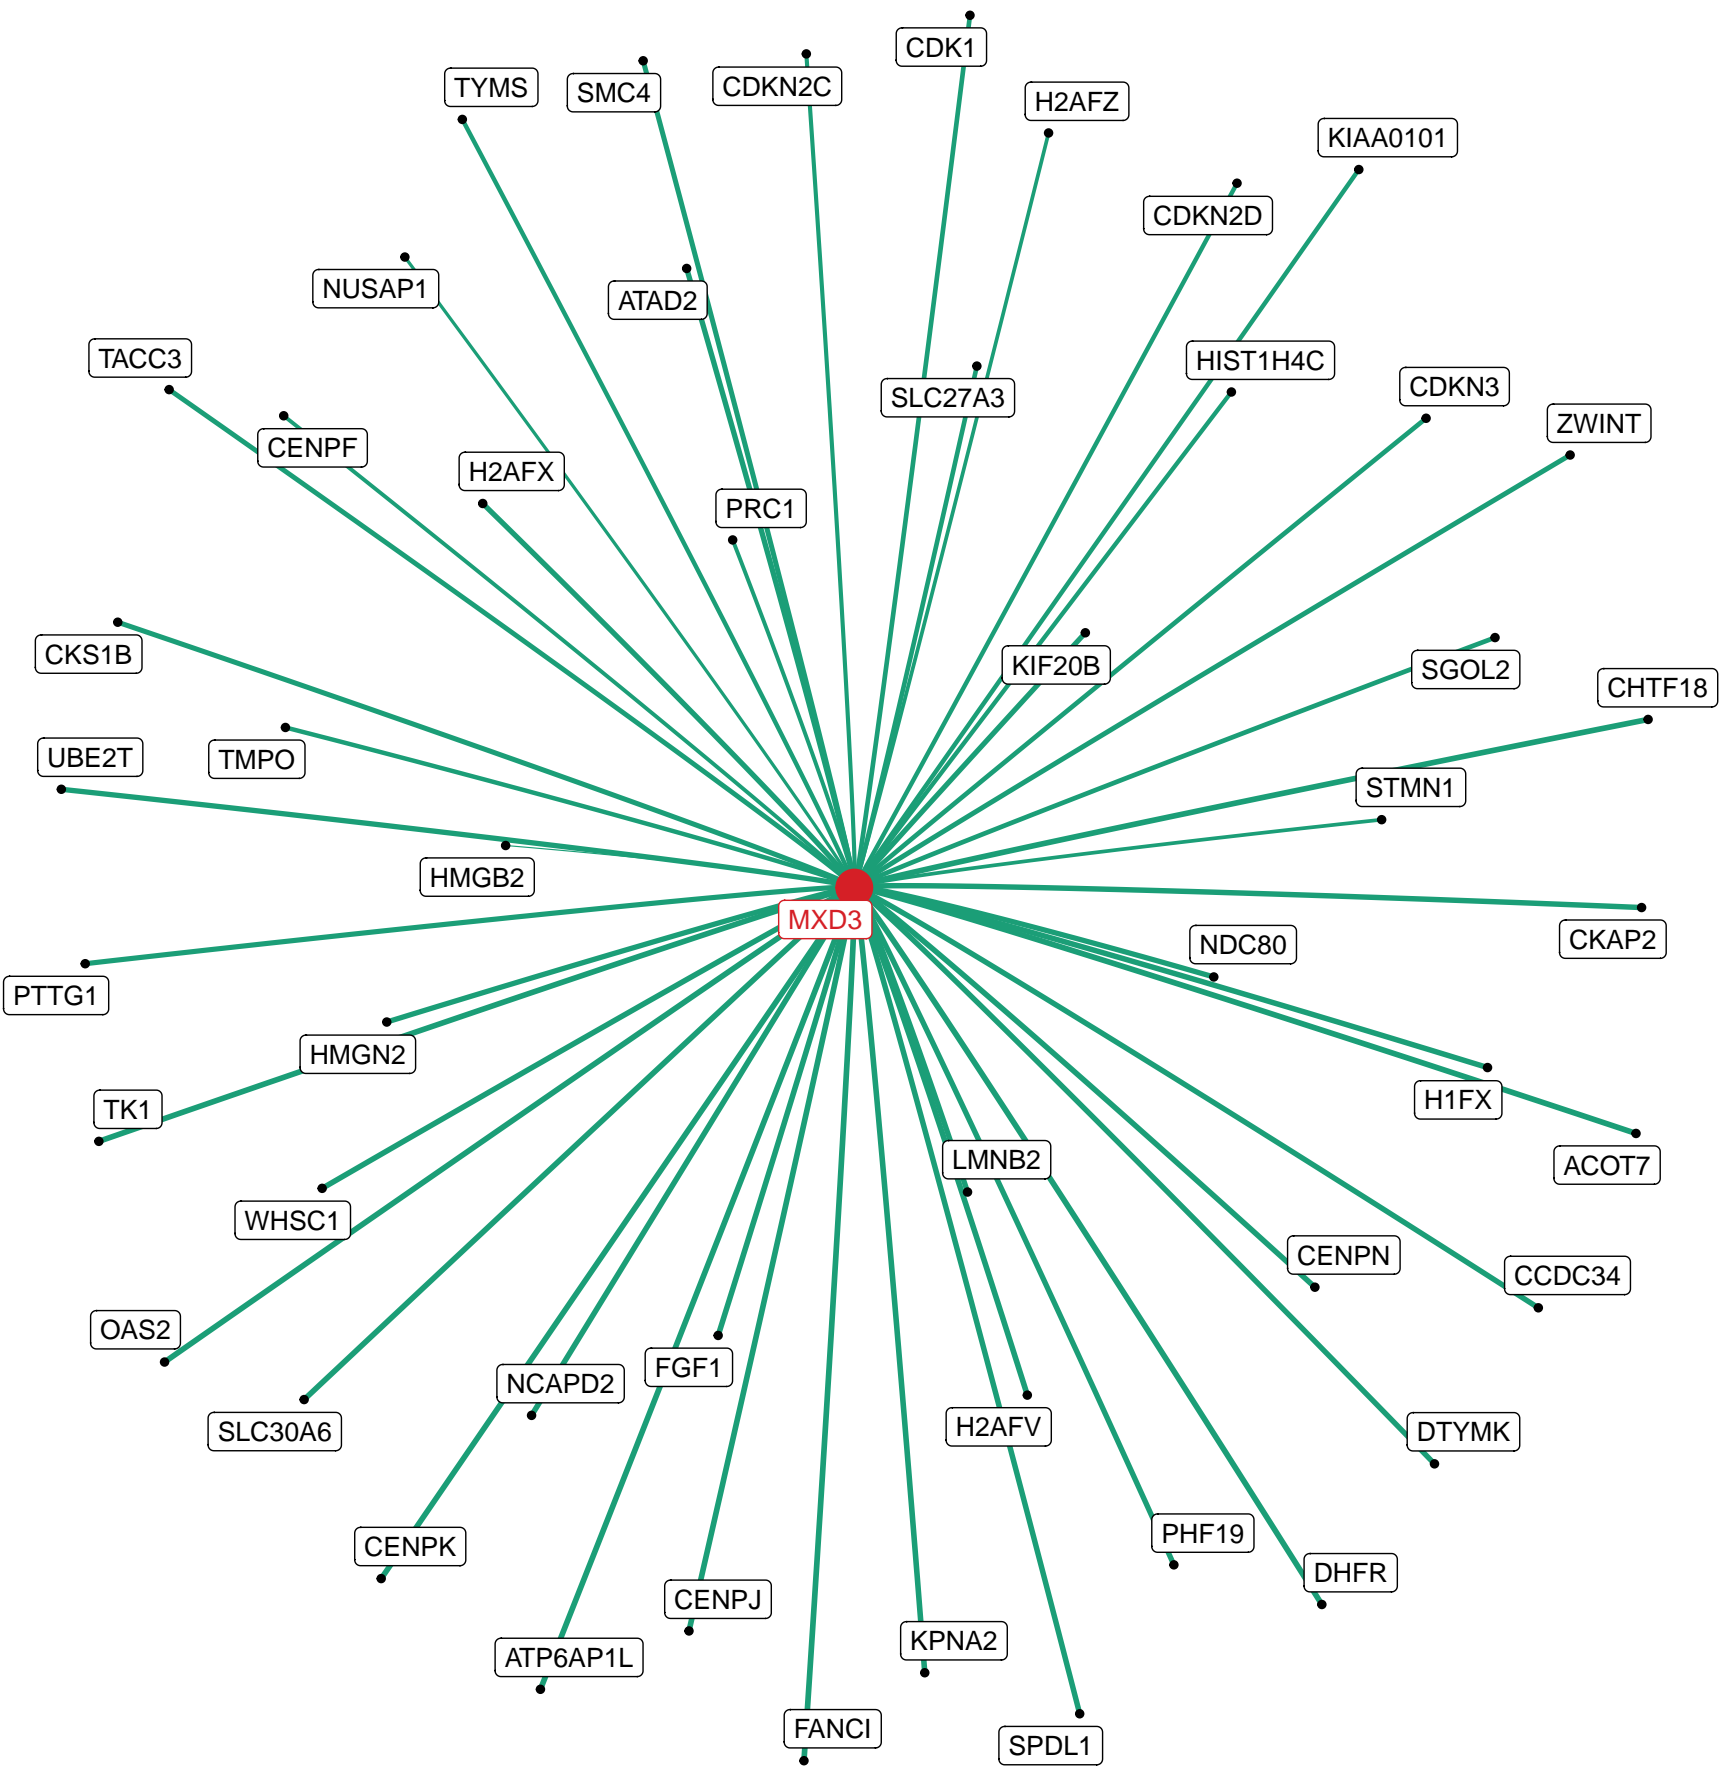 CDK1
TYMS
SMC4
CDKN2C
H2AFZ
KIAA0101
CDKN2D
NUSAP1
ATAD2
TACC3
HIST1H4C
CDKN3
SLC27A3
ZWINT
CENPF
H2AFX
PRC1
CKS1B
KIF20B
SGOL2
CHTF18
UBE2T
TMPO
STMN1
HMGB2
MXD3
CKAP2
NDC80
PTTG1
HMGN2
H1FX
TK1
LMNB2
ACOT7
WHSC1
CENPN
CCDC34
OAS2
FGF1
NCAPD2
H2AFV
SLC30A6
DTYMK
PHF19
CENPK
DHFR
CENPJ
KPNA2
ATP6AP1L
FANCI
SPDL1